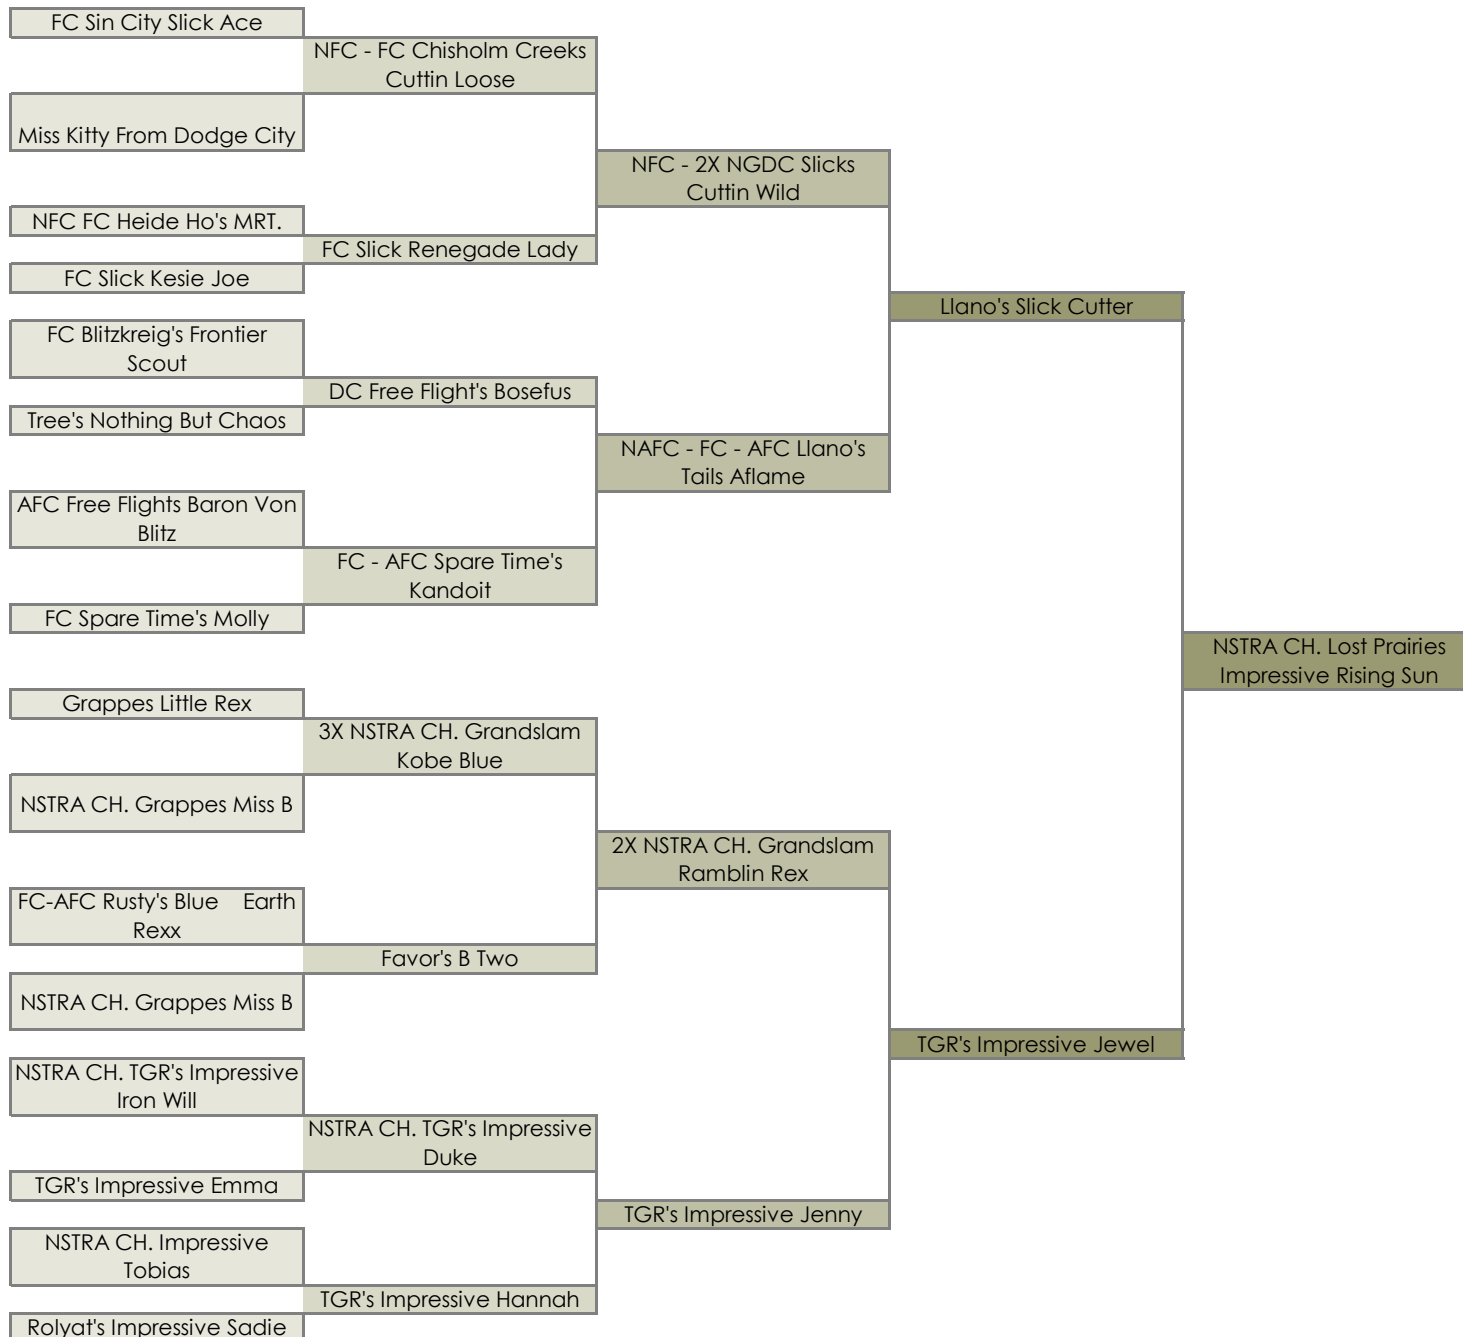 FC Sin City Slick Ace
NFC - FC Chisholm Creeks
Cuttin Loose
Miss Kitty From Dodge City
NFC - 2X NGDC Slicks
Cuttin Wild
NFC FC Heide Ho's MRT.
FC Slick Renegade Lady
FC Slick Kesie Joe
Llano's Slick Cutter
FC Blitzkreig's Frontier
Scout
DC Free Flight's Bosefus
Tree's Nothing But Chaos
NAFC - FC - AFC Llano's
Tails Aflame
AFC Free Flights Baron Von
Blitz
FC - AFC Spare Time's
Kandoit
FC Spare Time's Molly
NSTRA CH. Lost Prairies
Impressive Rising Sun
Grappes Little Rex
3X NSTRA CH. Grandslam
Kobe Blue
NSTRA CH. Grappes Miss B
2X NSTRA CH. Grandslam
Ramblin Rex
FC-AFC Rusty's Blue    Earth
Rexx
Favor's B Two
NSTRA CH. Grappes Miss B
TGR's Impressive Jewel
NSTRA CH. TGR's Impressive
Iron Will
NSTRA CH. TGR's Impressive
Duke
TGR's Impressive Emma
TGR's Impressive Jenny
NSTRA CH. Impressive
Tobias
TGR's Impressive Hannah
Rolyat's Impressive Sadie